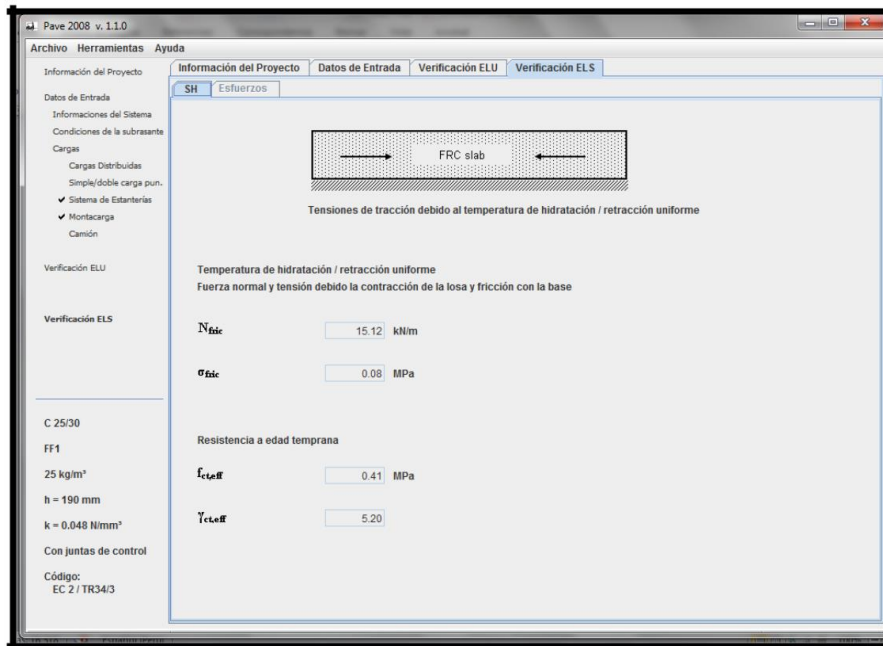 Pave 2008 v. 1.1.0
Archivo Herramientas Ayuda
Información del Proyecto
Datos de Entrada
Informaciones del Sistema
Condiciones de la subrasante
Cargas
Cargas Distribuidas
Simple/doble carga pun.
✔ Sistema de Estanterías
✔ Montacarga
Camión
Verificación ELU
Verificación ELS
C 25/30
FF1
25 kg/m³
h = 190 mm
k = 0.048 N/mm³
Con juntas de control
Código:
EC 2 / TR34/3
Información del Proyecto Datos de Entrada Verificación ELU Verificación ELS
SH Esfuerzos
FRC slab
Tensiones de tracción debido al temperatura de hidratación / retracción uniforme
Temperatura de hidratación / retracción uniforme
Fuerza normal y tensión debido la contracción de la losa y fricción con la base
Nfric 15.12 kN/m
σfric 0.08 MPa
Resistencia a edad temprana
fct,eff 0.41 MPa
γct,eff 5.20